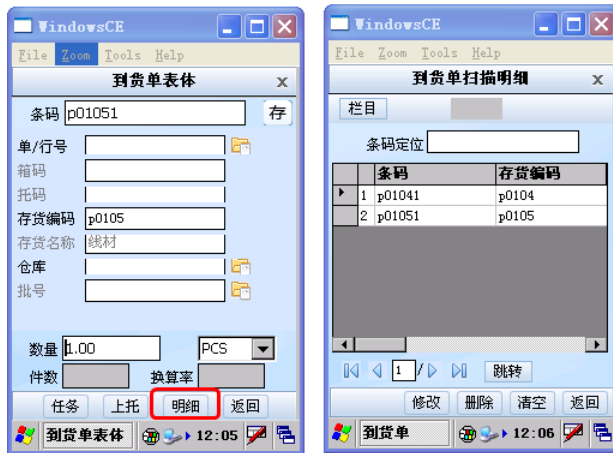 WindowsCE
File Zoom Tools Help
到货单表体 x
条码 p01051 存
单/行号
箱码
托码
存货编码 p0105
存货名称 线材
仓库
批号
数量 1.00 PCS
件数 换算率
任务 上托 明细 返回
到货单表体 12:05
WindowsCE
File Zoom Tools Help
到货单扫描明细 x
栏目
条码定位
条码 存货编码
1 p01041 p0104
2 p01051 p0105
1 / 跳转
修改 删除 清空 返回
到货单 12:06